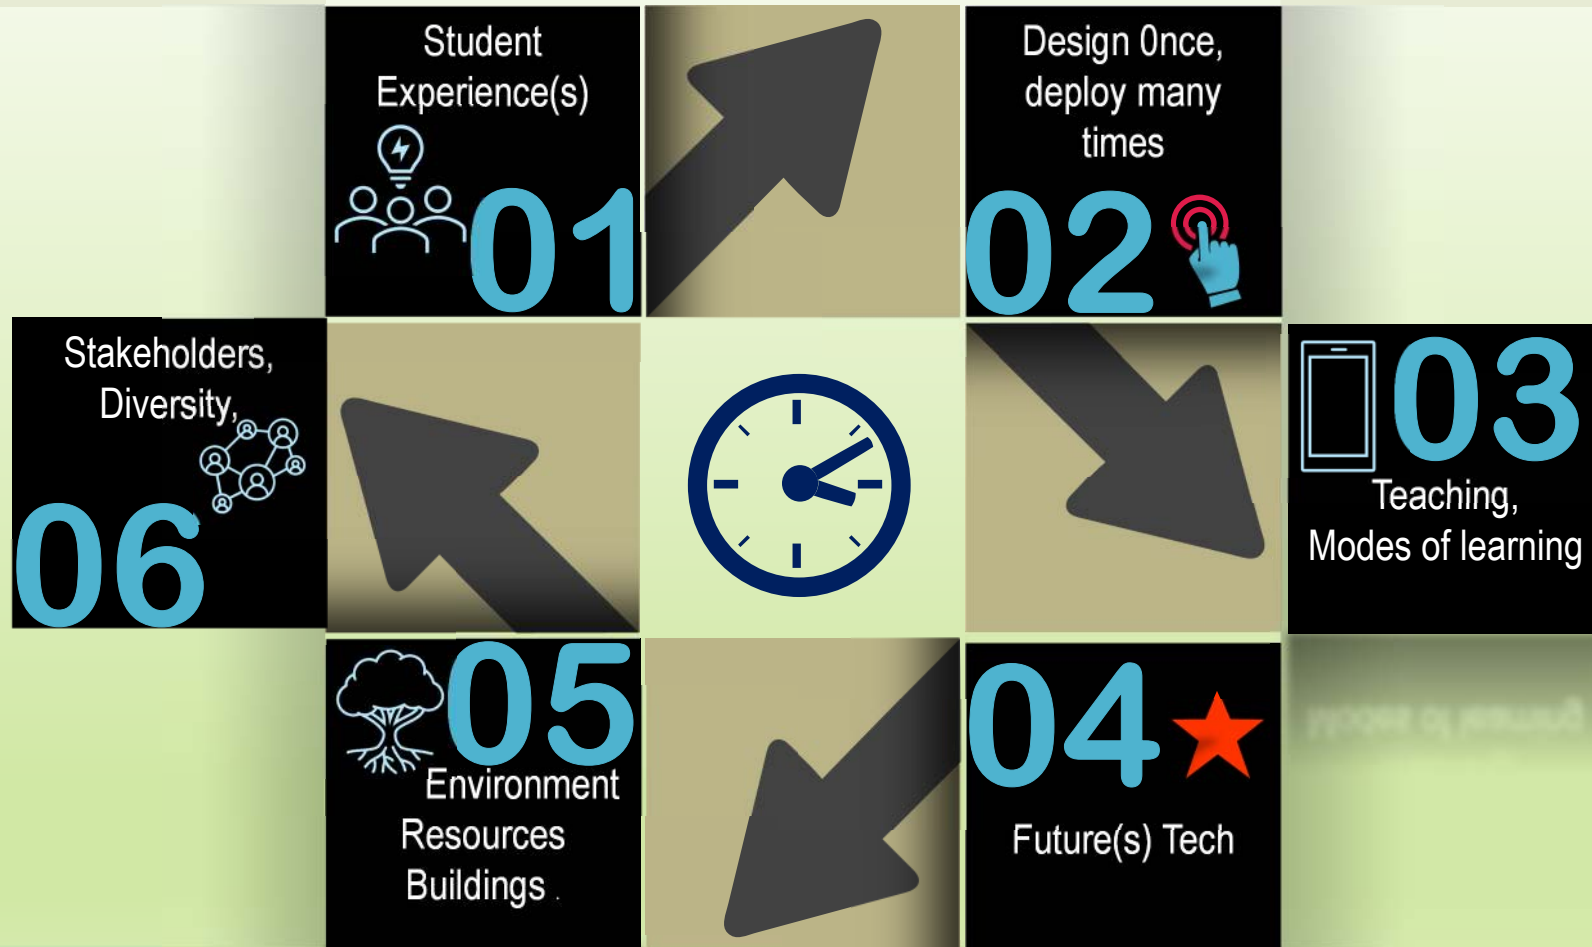 Student
Experience(s)
01
Design 0nce,
deploy many
times
02
03
Teaching,
Modes of learning
04
Future(s) Tech
05
Environment
Resources
Buildings .
Stakeholders,
Diversity,
06